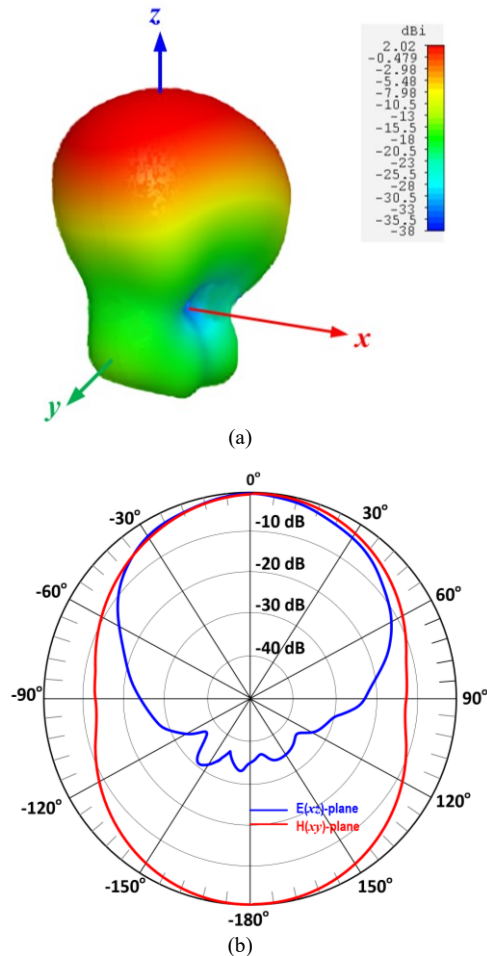 z
dBi
2.02
-0.479
-2.98
-5.48
-7.98
-10.5
-13
-15.5
-18
-20.5
-23
-25.5
-28
-30.5
-33
-35.5
-38
x
y
(a)
0°
-30°
30°
-10 dB
-20 dB
-60°
60°
-30 dB
-40 dB
-90°
90°
-120°
120°
E(xz)-plane
H(xy)-plane
-150°
150°
-180°
(b)